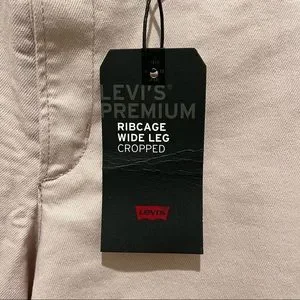 LEVI'S®
PREMIUM
RIBCAGE
WIDE LEG
CROPPED
Levi's